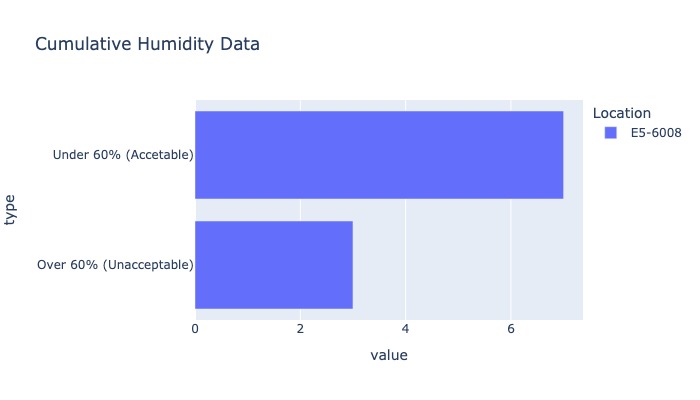 Cumulative Humidity Data
Location
E5-6008
Under 60% (Accetable)
type
Over 60% (Unacceptable)
0 2 4 6
value